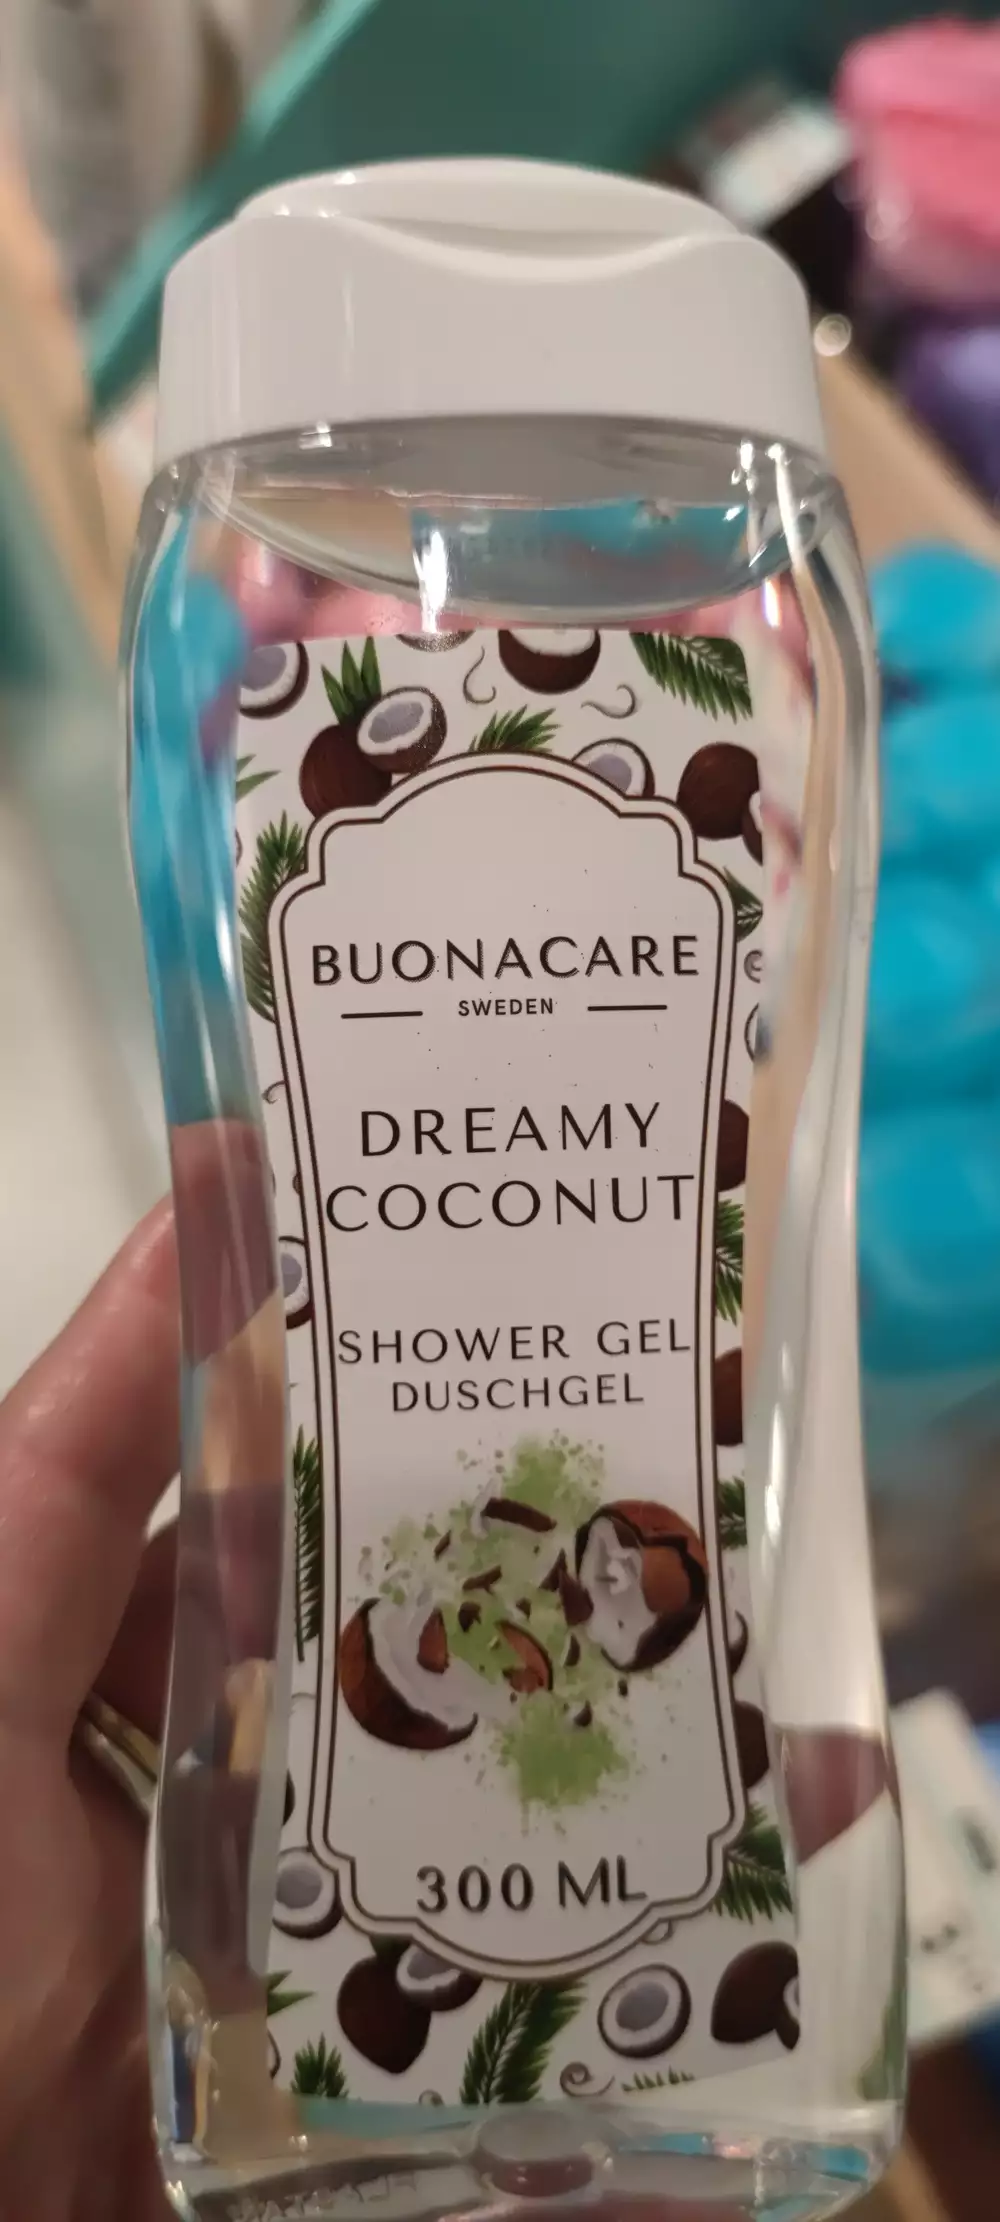 BUONACARE
SWEDEN
DREAMY
COCONUT
SHOWER GEL
DUSCHGEL
300 ML